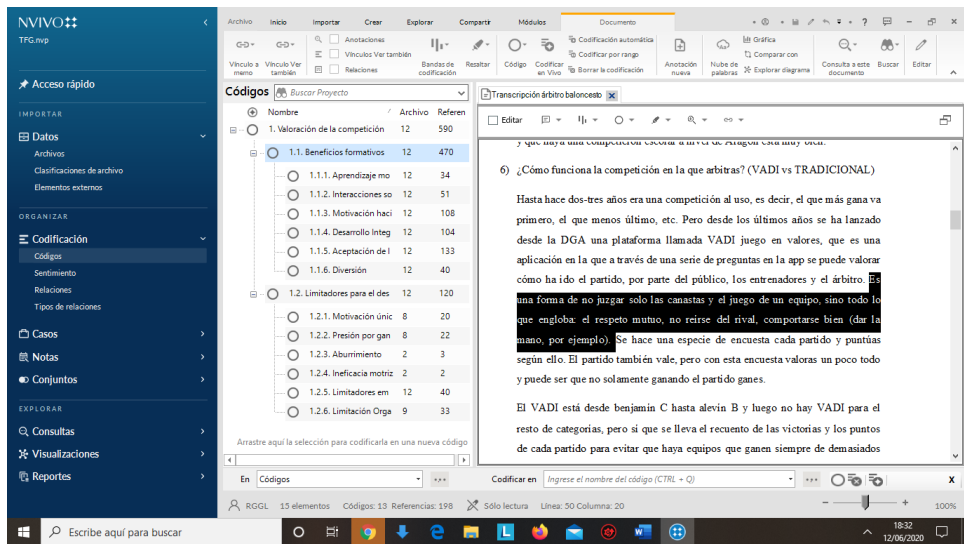 NVIVO
TFG.nvp
Acceso rápido
IMPORTAR
Datos
Archivos
Clasificaciones de archivo
Elementos externos
ORGANIZAR
Codificación
Códigos
Sentimiento
Relaciones
Tipos de relaciones
Casos
Notas
Conjuntos
EXPLORAR
Consultas
Visualizaciones
Reportes
Archivo Inicio Importar Crear Explorar Compartir Módulos Documento
Vínculo a memo
Vínculo Ver también
Anotaciones
Vínculos Ver también
Relaciones
Bandas de codificación
Resaltar
Código
Codificar en Vivo
Codificación automática
Codificar por rango
Borrar la codificación
Anotación nueva
Nube de palabras
Gráfica
Comparar con
Explorar diagrama
Consulta a este documento
Buscar
Editar
Códigos Buscar Proyecto
Nombre Archivo Referen
1. Valoración de la competición 12 590
1.1. Beneficios formativos 12 470
1.1.1. Aprendizaje mo 12 34
1.1.2. Interacciones so 12 51
1.1.3. Motivación haci 12 108
1.1.4. Desarrollo Integ 12 104
1.1.5. Aceptación de l 12 133
1.1.6. Diversión 12 40
1.2. Limitadores para el des 12 120
1.2.1. Motivación únic 8 20
1.2.2. Presión por gan 8 22
1.2.3. Aburrimiento 2 3
1.2.4. Ineficacia motriz 2 2
1.2.5. Limitadores em 12 40
1.2.6. Limitación Orga 9 33
Arrastre aquí la selección para codificarla en una nueva código
En Códigos
Transcripción árbitro baloncesto
Editar
y que haya una competición escolar a nivel de Aragón está muy bien.
6) ¿Cómo funciona la competición en la que arbitras? (VADI vs TRADICIONAL)
Hasta hace dos-tres años era una competición al uso, es decir, el que más gana va
primero, el que menos último, etc. Pero desde los últimos años se ha lanzado
desde la DGA una plataforma llamada VADI juego en valores, que es una
aplicación en la que a través de una serie de preguntas en la app se puede valorar
cómo ha ido el partido, por parte del público, los entrenadores y el árbitro. Es
una forma de no juzgar solo las canastas y el juego de un equipo, sino todo lo
que engloba: el respeto mutuo, no reírse del rival, comportarse bien (dar la
mano, por ejemplo). Se hace una especie de encuesta cada partido y puntúas
según ello. El partido también vale, pero con esta encuesta valoras un poco todo
y puede ser que no solamente ganando el partido ganes.
El VADI está desde benjamín C hasta alevín B y luego no hay VADI para el
resto de categorías, pero sí que se lleva el recuento de las victorias y los puntos
de cada partido para evitar que haya equipos que ganen siempre de demasiados
Codificar en Ingrese el nombre del código (CTRL + Q)
RGGL 15 elementos Códigos: 13 Referencias: 198 Sólo lectura Línea: 50 Columna: 20 100%
Escribe aquí para buscar
18:32
12/06/2020